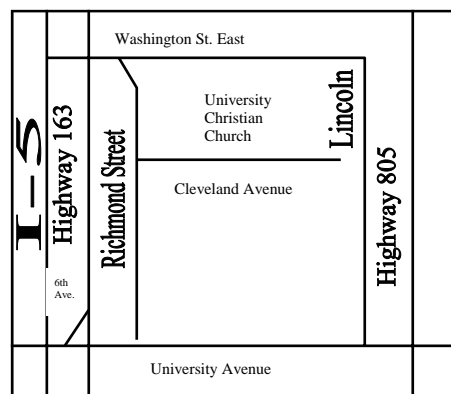 Washington St. East
University
Christian
Church
Lincoln
I-5
Highway 163
Richmond Street
Cleveland Avenue
Highway 805
6th
Ave.
University Avenue